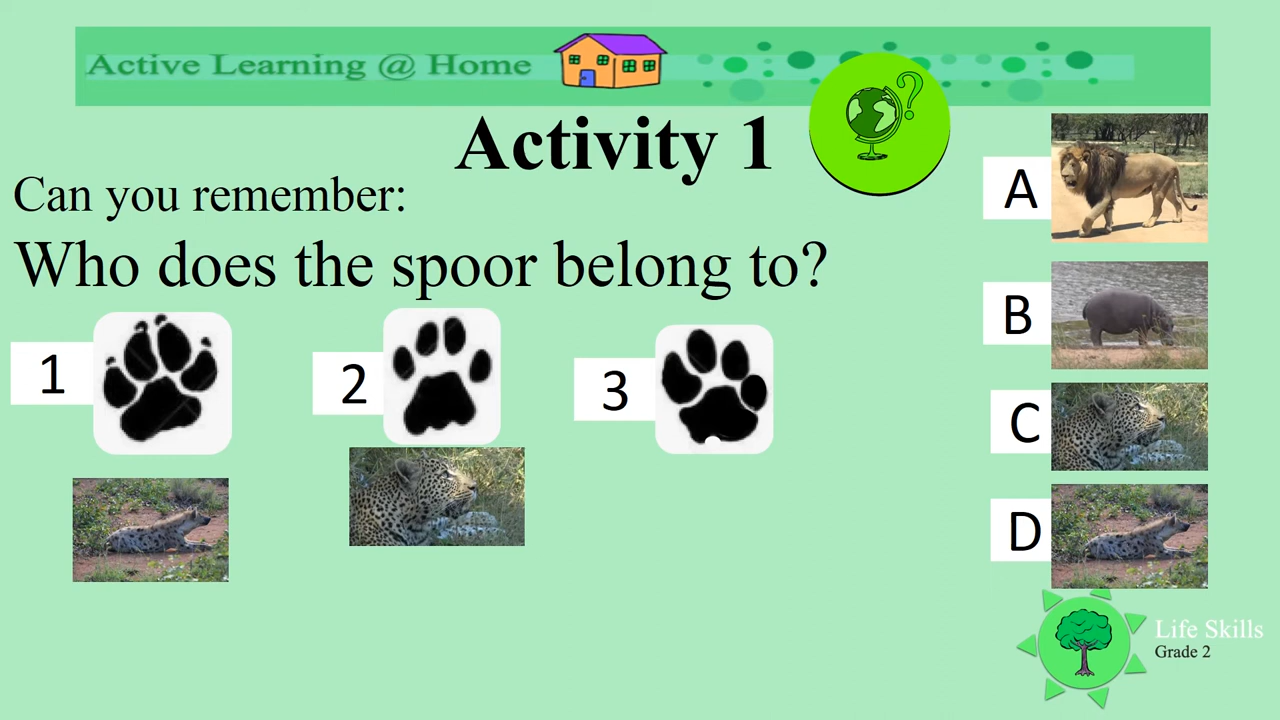 Active Learning @ Home
Activity 1
Can you remember:
Who does the spoor belong to?
1
2
3
A
B
C
D
Life Skills
Grade 2